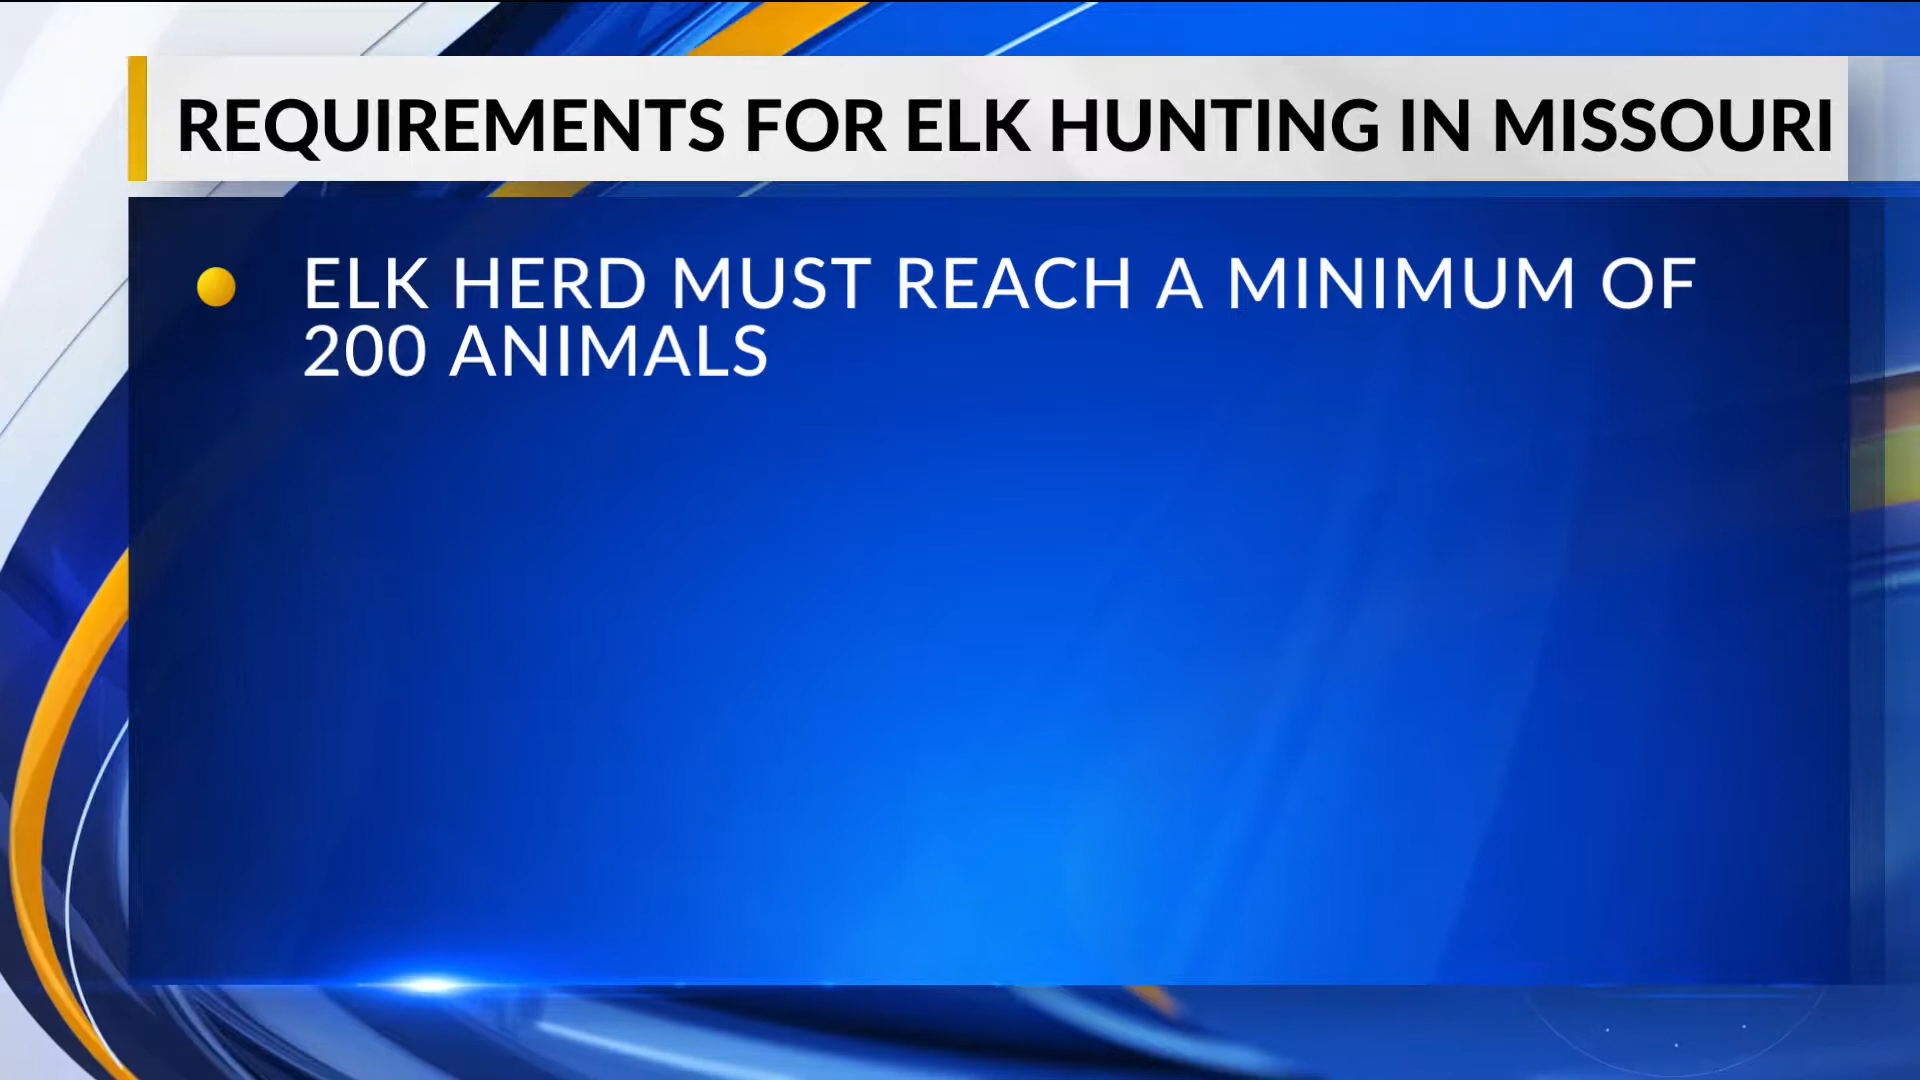 REQUIREMENTS FOR ELK HUNTING IN MISSOURI
ELK HERD MUST REACH A MINIMUM OF
200 ANIMALS